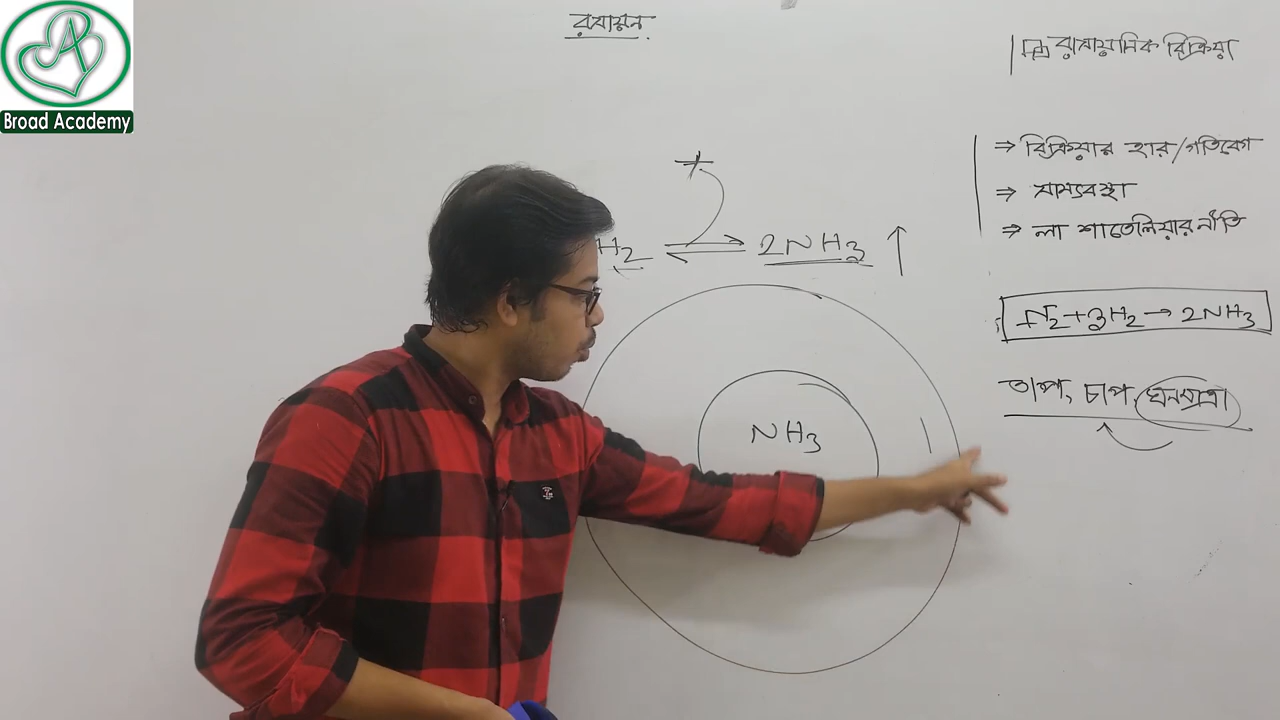 Broad Academy
রসায়ন.
রাসায়নিক বিক্রিয়া
⇒ বিক্রিয়ার হার/গতিবেগ
⇒ সাম্যবস্থা
⇒ লা শাতেলিয়ার নীতি
H₂ ⇌ 2NH₃ ↑
N₂+3H₂→2NH₃
তাপ, চাপ, ঘনমাত্রা
NH₃